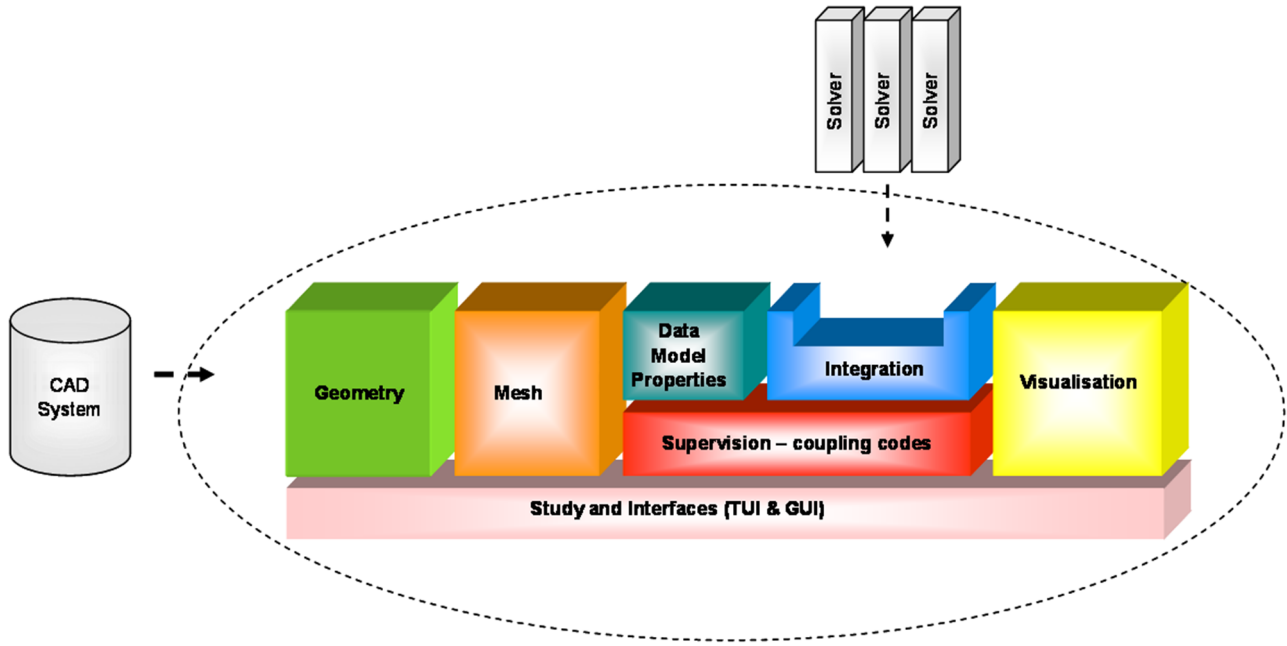 Solver
Solver
Solver
CAD
System
Geometry
Mesh
Data
Model
Properties
Integration
Visualisation
Supervision – coupling codes
Study and Interfaces (TUI & GUI)